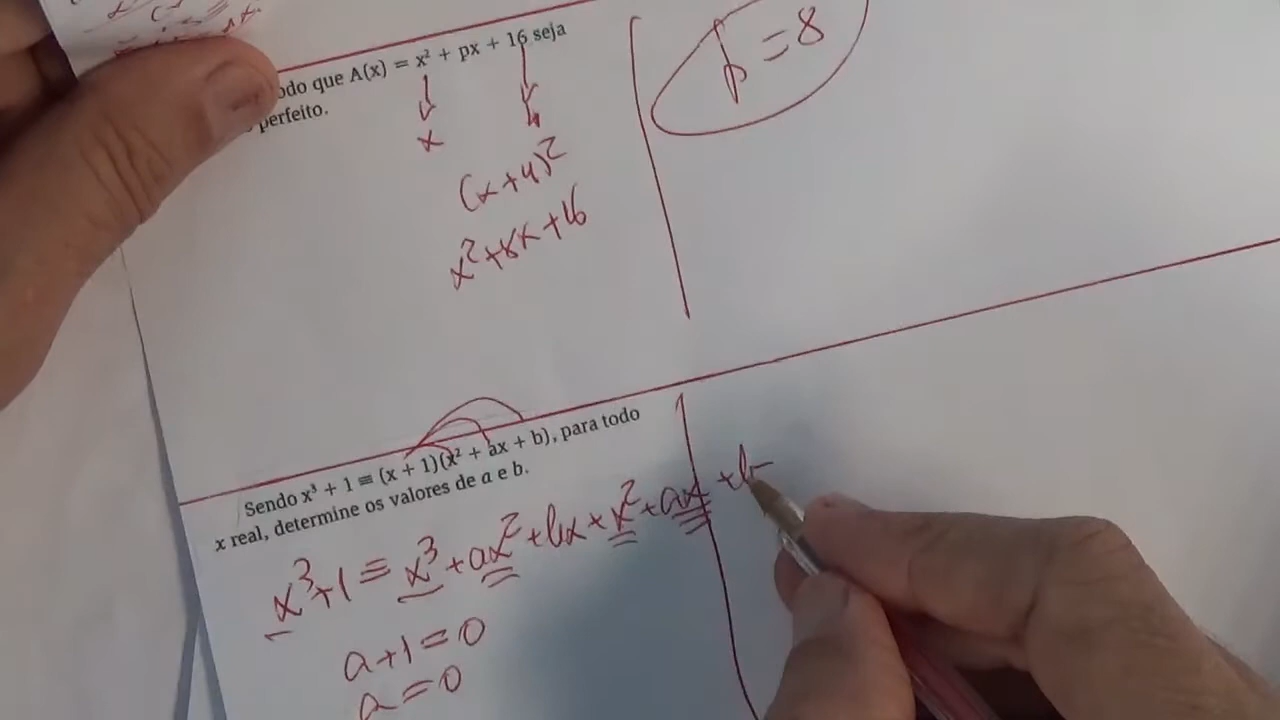 odo que A(x) = x² + px + 16 seja
perfeito.
x
4
(x+4)²
x²+8x+16
p=8
Sendo x³ + 1 ≡ (x + 1)(x² + ax + b), para todo
x real, determine os valores de a e b.
x³+1 ≡ x³+ax²+bx+x²+ax+b
a+1=0
a=0